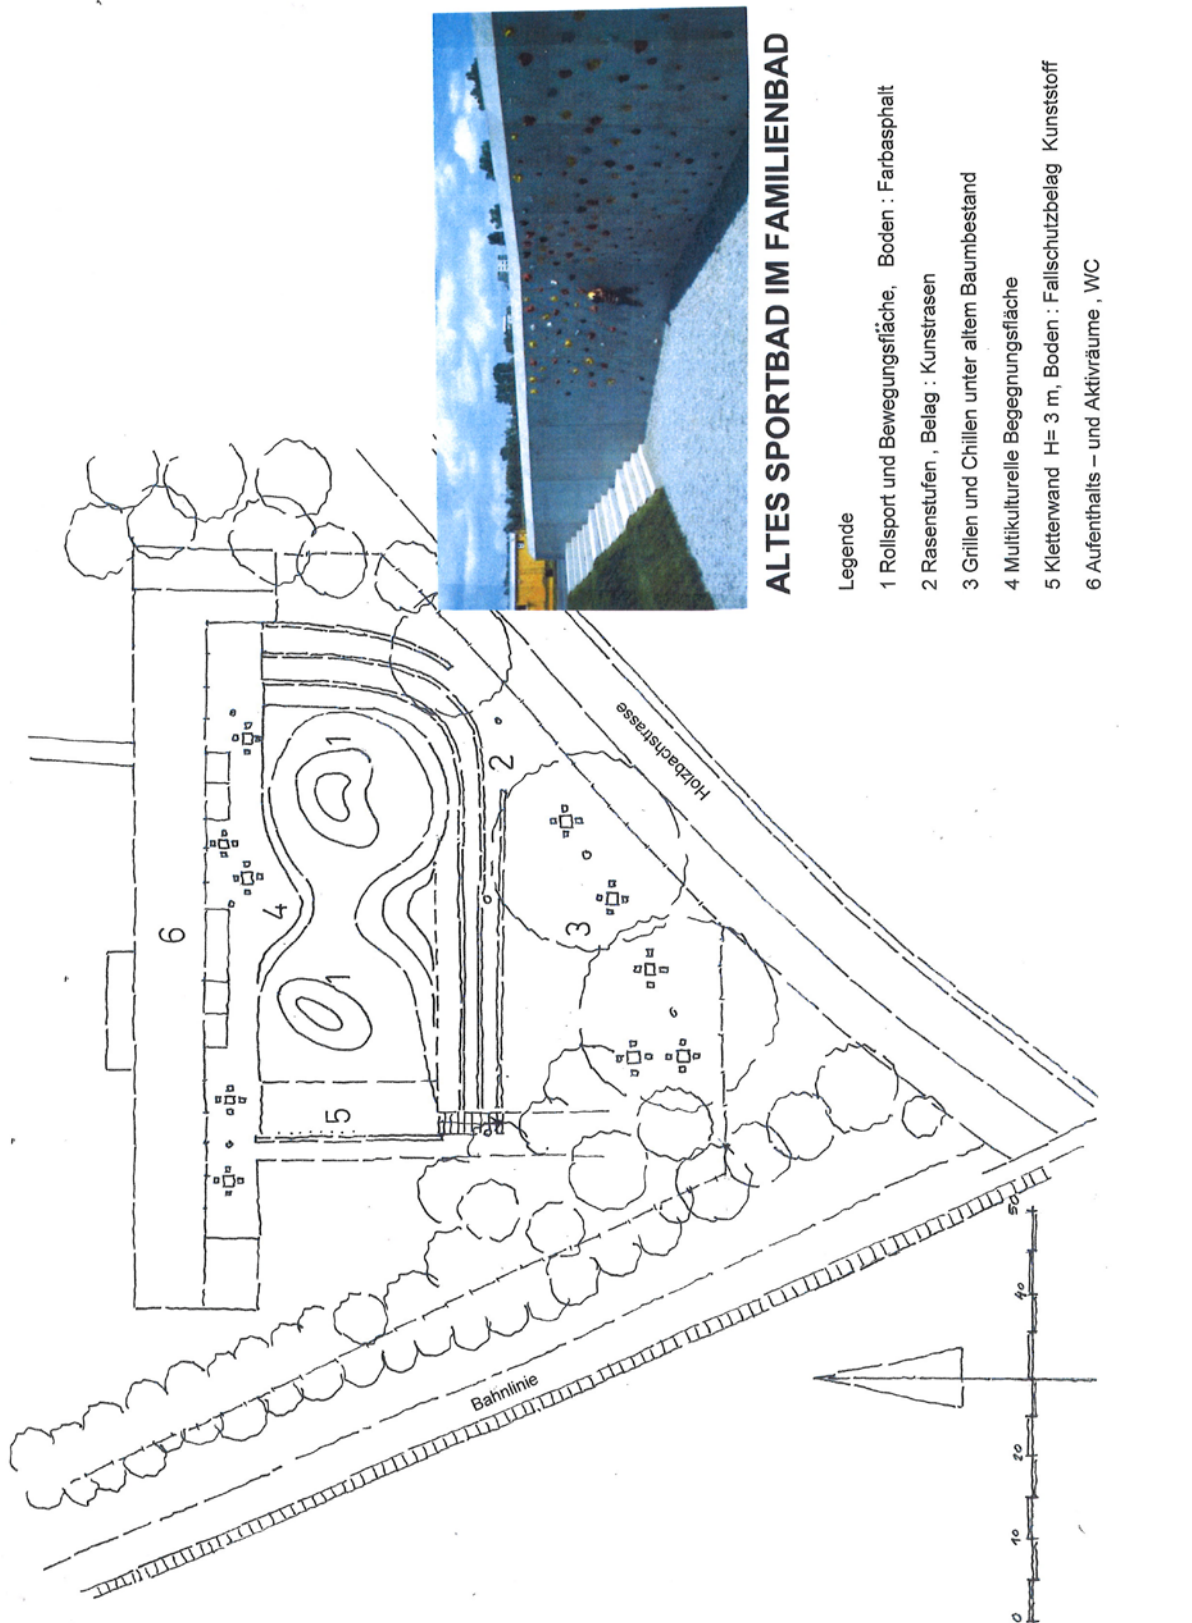 6
4
1
1
5
2
3
Holzbachstrasse
Bahnlinie
0 10 20 40 50
ALTES SPORTBAD IM FAMILIENBAD
Legende
1 Rollsport und Bewegungsfläche, Boden : Farbasphalt
2 Rasenstufen , Belag : Kunstrasen
3 Grillen und Chillen unter altem Baumbestand
4 Multikulturelle Begegnungsfläche
5 Kletterwand H= 3 m, Boden : Fallschutzbelag Kunststoff
6 Aufenthalts – und Aktivräume , WC